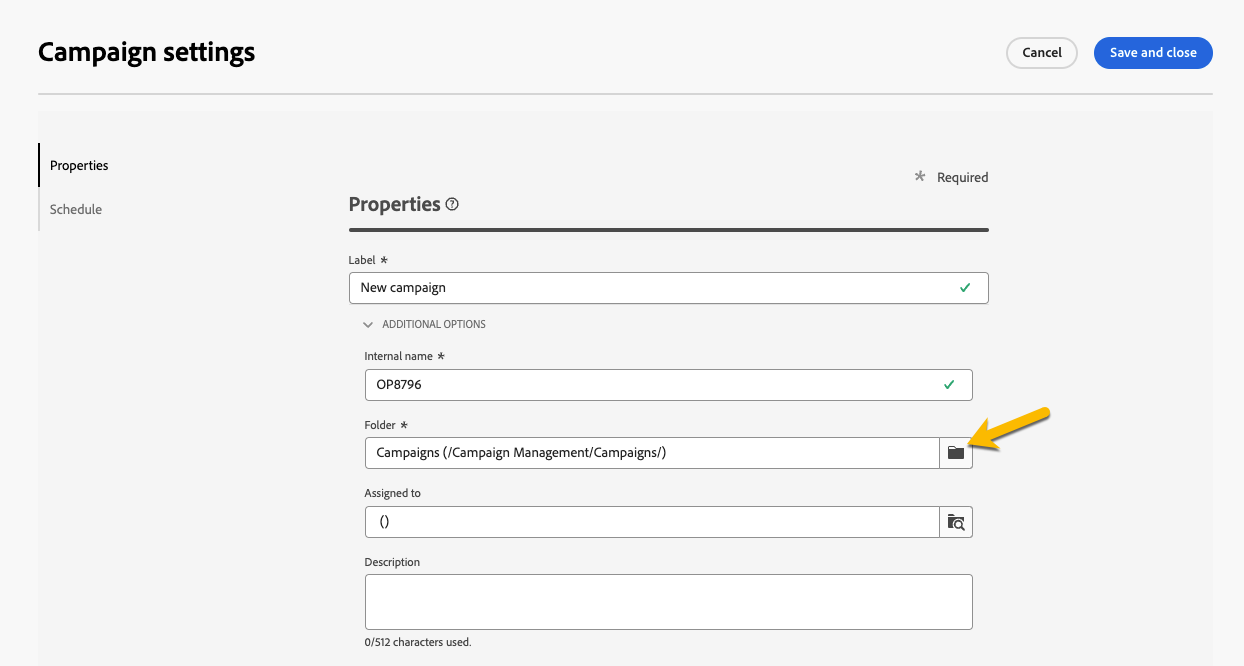 Campaign settings
Cancel
Save and close
Properties
Schedule
* Required
Properties
Label *
New campaign
ADDITIONAL OPTIONS
Internal name *
OP8796
Folder *
Campaigns (/Campaign Management/Campaigns/)
Assigned to
()
Description
0/512 characters used.